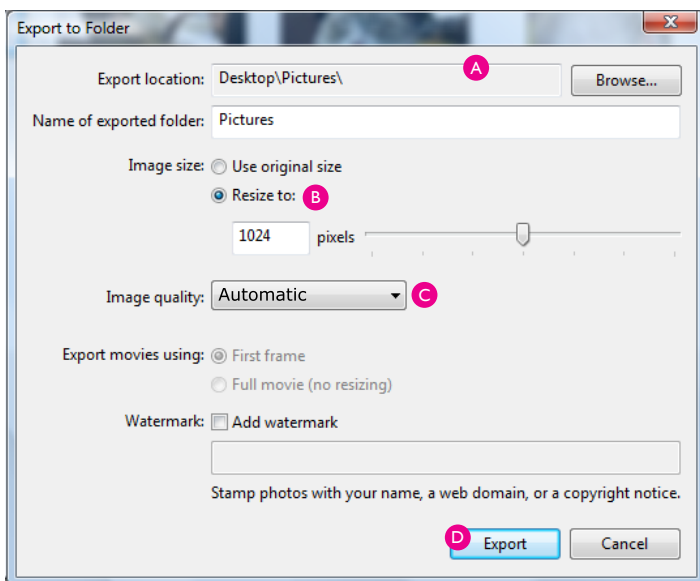 Export to Folder
Export location: Desktop\Pictures\ A Browse...
Name of exported folder: Pictures
Image size: Use original size
Resize to: B
1024 pixels
Image quality: Automatic C
Export movies using: First frame
Full movie (no resizing)
Watermark: Add watermark
Stamp photos with your name, a web domain, or a copyright notice.
D Export Cancel